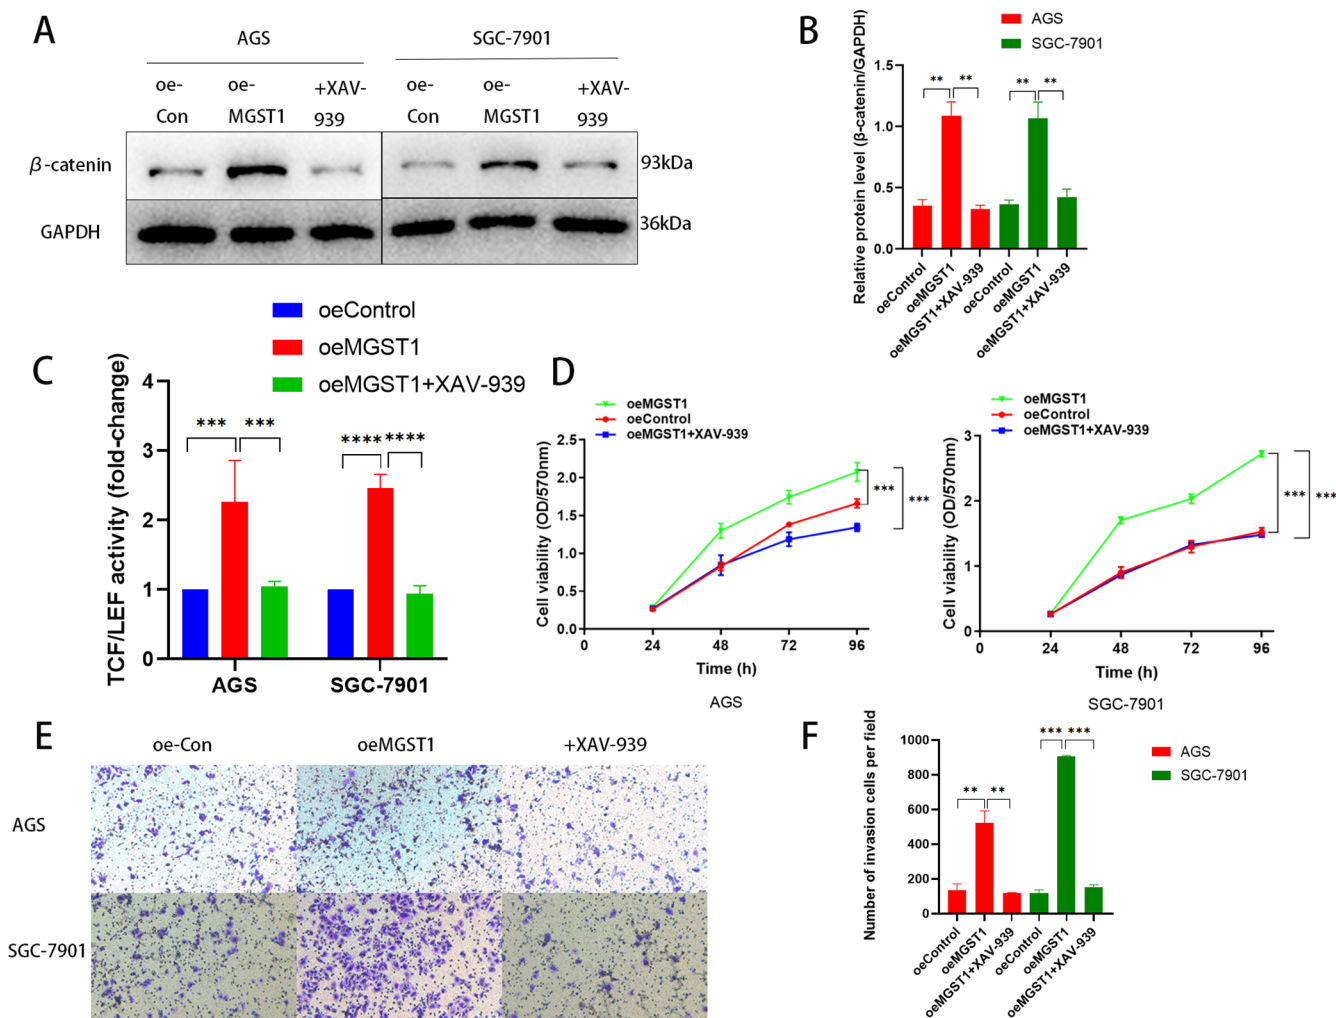 A
AGS
SGC-7901
oe-
Con
oe-
MGST1
+XAV-
939
oe-
Con
oe-
MGST1
+XAV-
939
β-catenin
93kDa
GAPDH
36kDa
B
AGS
SGC-7901
Relative protein level (β-catenin/GAPDH)
1.5
1.0
0.5
0.0
** ** ** **
oeControl
oeMGST1
oeMGST1+XAV-939
oeControl
oeMGST1
oeMGST1+XAV-939
C
oeControl
oeMGST1
oeMGST1+XAV-939
TCF/LEF activity (fold-change)
4
3
2
1
0
*** *** **** ****
AGS
SGC-7901
D
oeMGST1
oeControl
oeMGST1+XAV-939
Cell viability (OD/570nm)
2.5
2.0
1.5
1.0
0.5
0.0
0 24 48 72 96
*** ***
Time (h)
AGS
oeMGST1
oeControl
oeMGST1+XAV-939
Cell viability (OD/570nm)
3
2
1
0
0 24 48 72 96
*** ***
Time (h)
SGC-7901
E
oe-Con
oeMGST1
+XAV-939
AGS
SGC-7901
F
AGS
SGC-7901
Number of invasion cells per field
1000
800
600
400
200
0
** ** *** ***
oeControl
oeMGST1
oeMGST1+XAV-939
oeControl
oeMGST1
oeMGST1+XAV-939